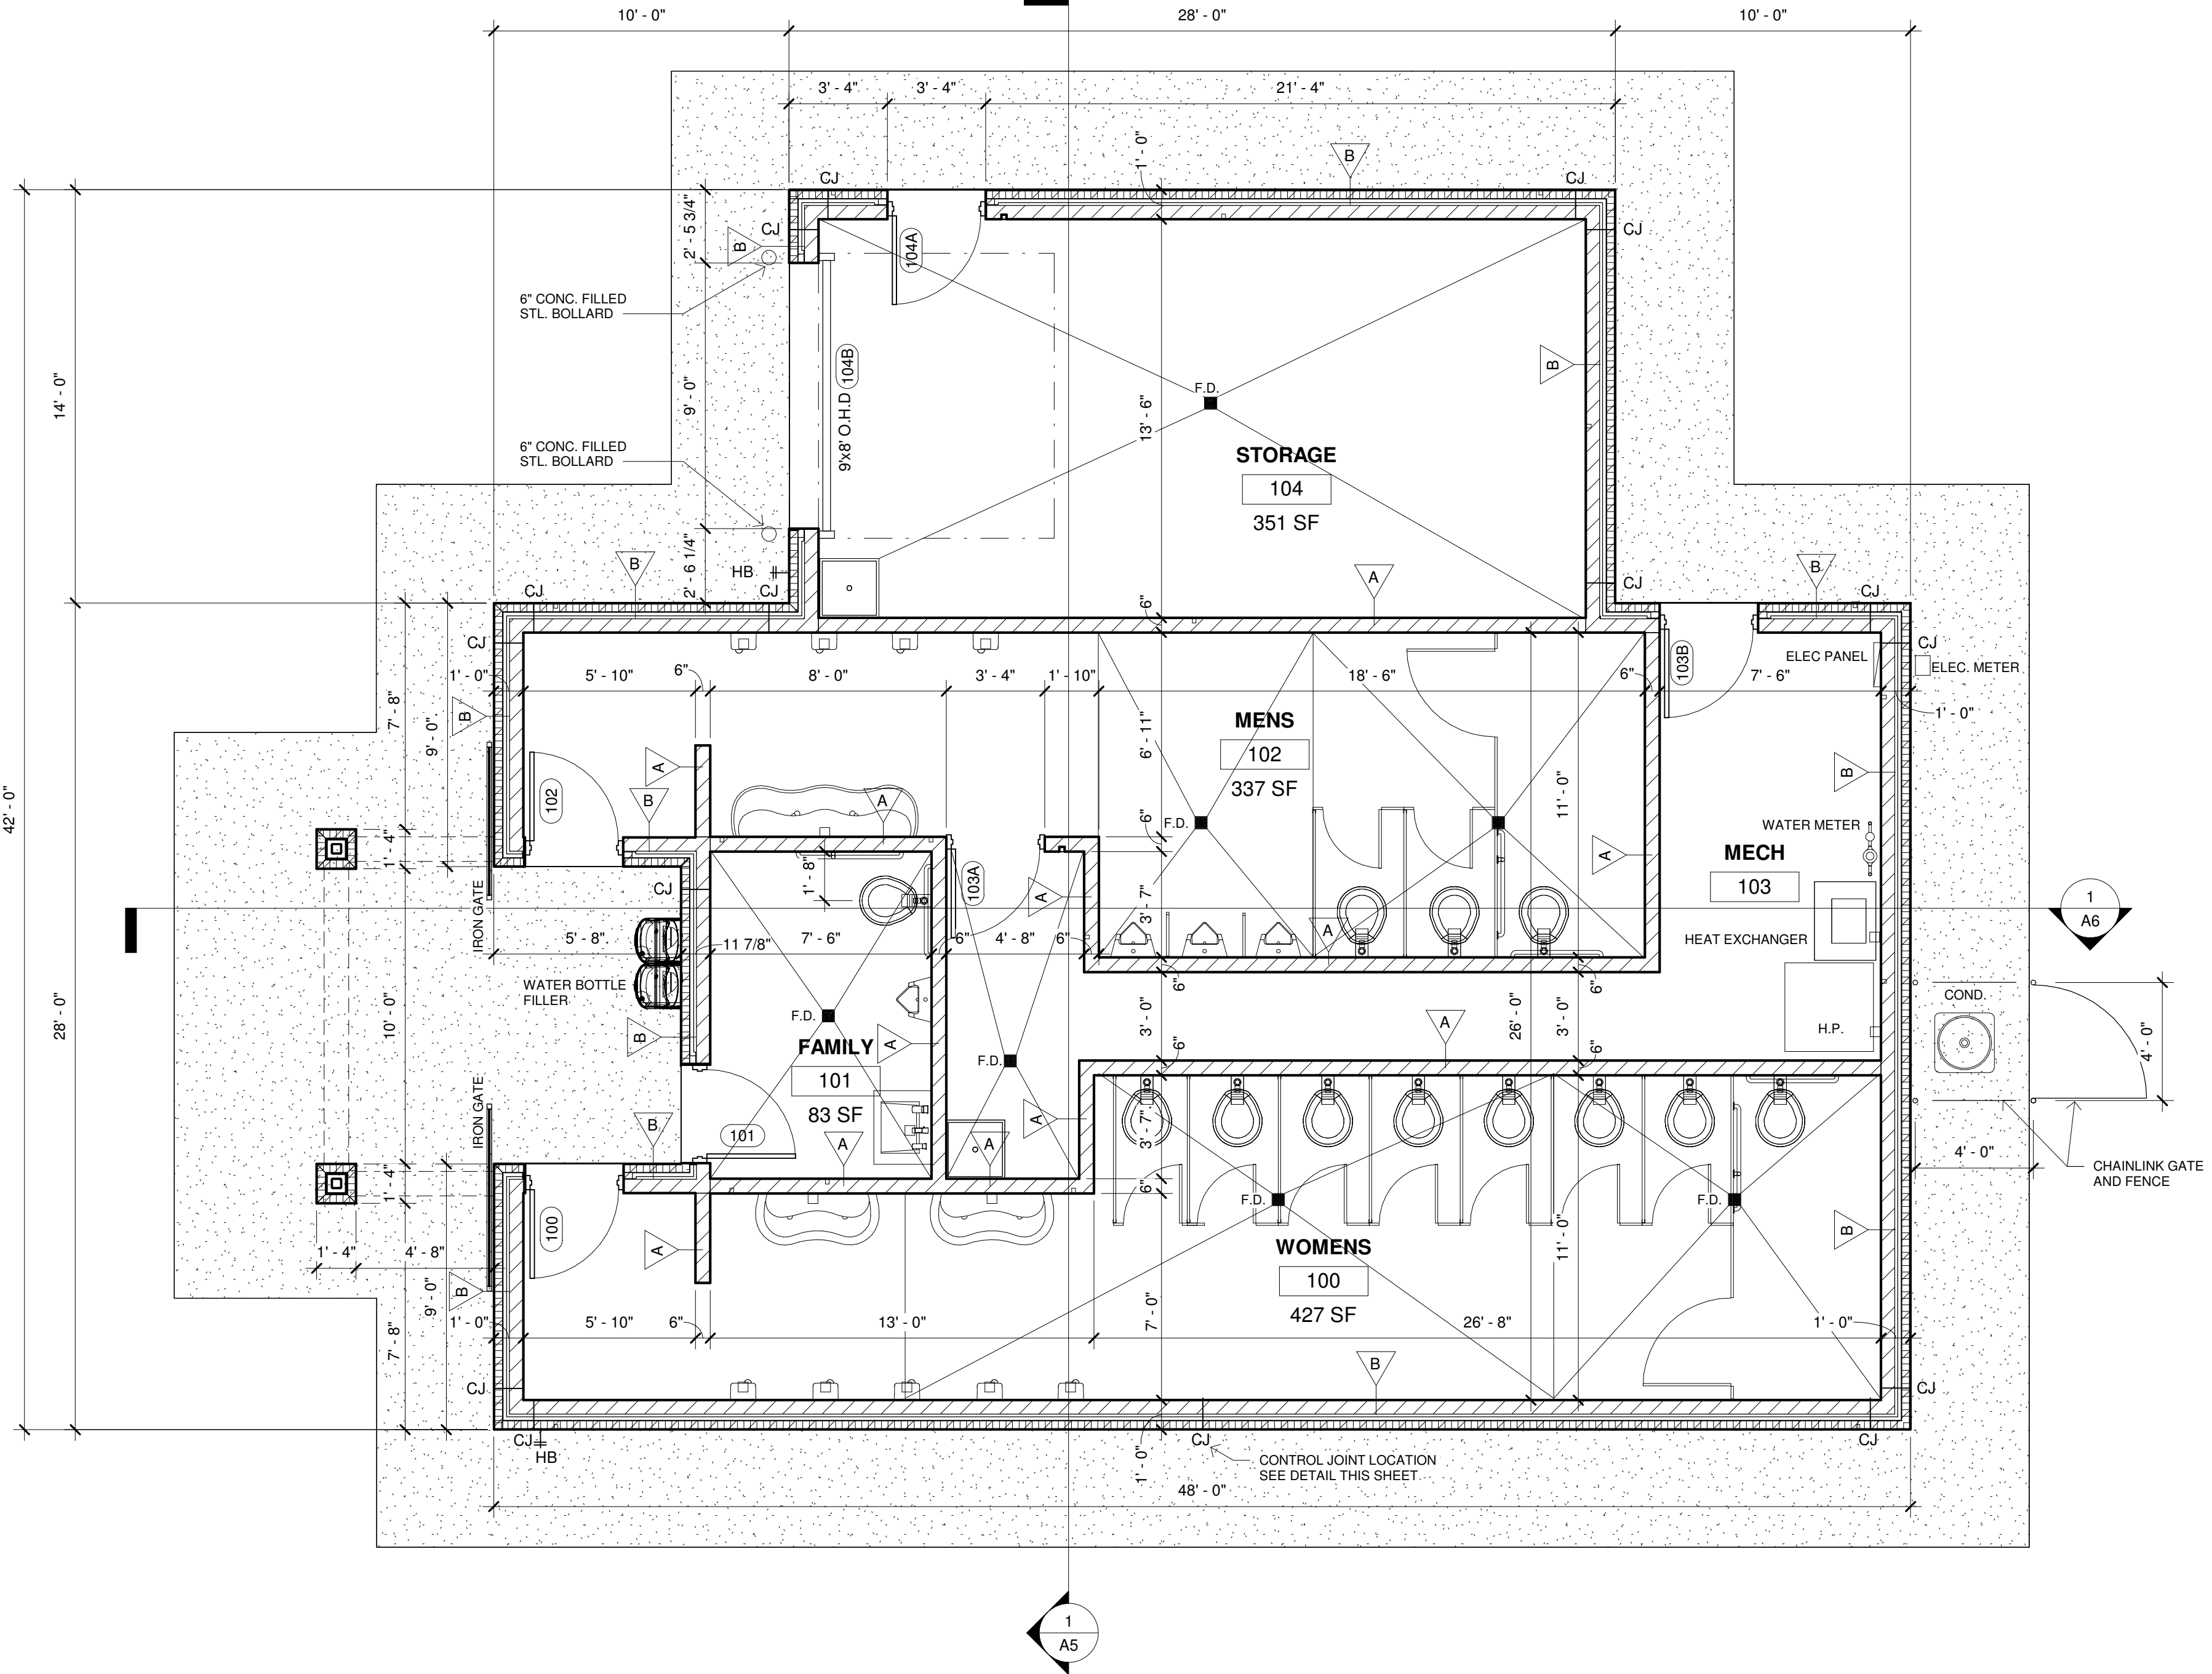 10' - 0"
28' - 0"
10' - 0"
3' - 4"
3' - 4"
21' - 4"
1' - 0"
B
CJ
CJ
2' - 5 3/4"
B
CJ
104A
CJ
6" CONC. FILLED
STL. BOLLARD
9' - 0"
9'x8' O.H.D
104B
B
14' - 0"
F.D.
13' - 6"
6" CONC. FILLED
STL. BOLLARD
STORAGE
104
351 SF
B
HB
2' - 6 1/4"
A
CJ
B
CJ
CJ
6"
CJ
CJ
CJ
ELEC PANEL
ELEC. METER
103B
1' - 0"
5' - 10"
6"
8' - 0"
3' - 4"
1' - 10"
18' - 6"
6"
7' - 6"
1' - 0"
7' - 8"
9' - 0"
B
6' - 11"
MENS
102
337 SF
A
B
B
102
A
11' - 0"
42' - 0"
6"
F.D.
WATER METER
MECH
103
1' - 4"
1' - 8"
A
CJ
103A
A
3' - 7"
A
1
A6
IRON GATE
5' - 8"
11 7/8"
7' - 6"
6"
4' - 8"
6"
HEAT EXCHANGER
WATER BOTTLE
FILLER
6"
6"
COND.
28' - 0"
10' - 0"
F.D.
3' - 0"
26' - 0"
3' - 0"
H.P.
B
FAMILY
101
83 SF
A
F.D.
A
6"
6"
4' - 0"
IRON GATE
B
101
A
A
A
3' - 7"
4' - 0"
CHAINLINK GATE
AND FENCE
1' - 4"
6"
F.D.
F.D.
100
A
WOMENS
100
427 SF
11' - 0"
B
1' - 4"
4' - 8"
9' - 0"
B
7' - 8"
1' - 0"
5' - 10"
6"
13' - 0"
7' - 0"
26' - 8"
1' - 0"
B
CJ
CJ
CJ
HB
CJ
CJ
1' - 0"
CONTROL JOINT LOCATION
SEE DETAIL THIS SHEET
48' - 0"
1
A5